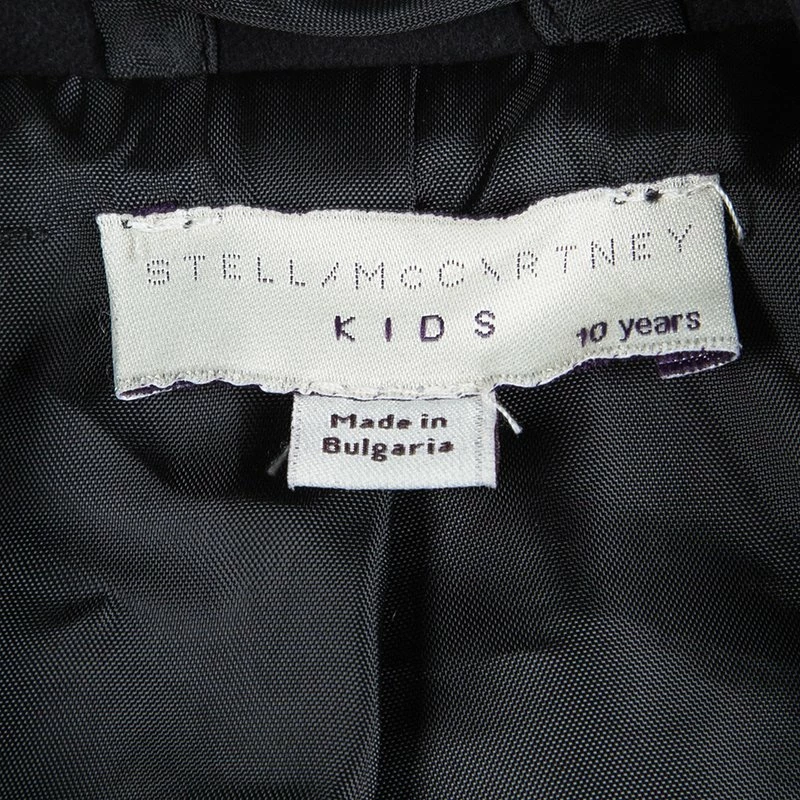 STELLA McCARTNEY
KIDS
10 years
Made in
Bulgaria